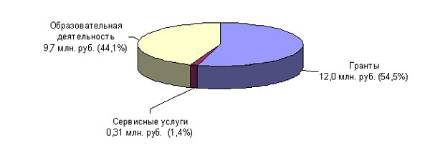 Образовательная
деятельность
9,7 млн. руб. (44,1%)
Гранты
12,0 млн. руб. (54,5%)
Сервисные услуги
0,31 млн. руб. (1,4%)